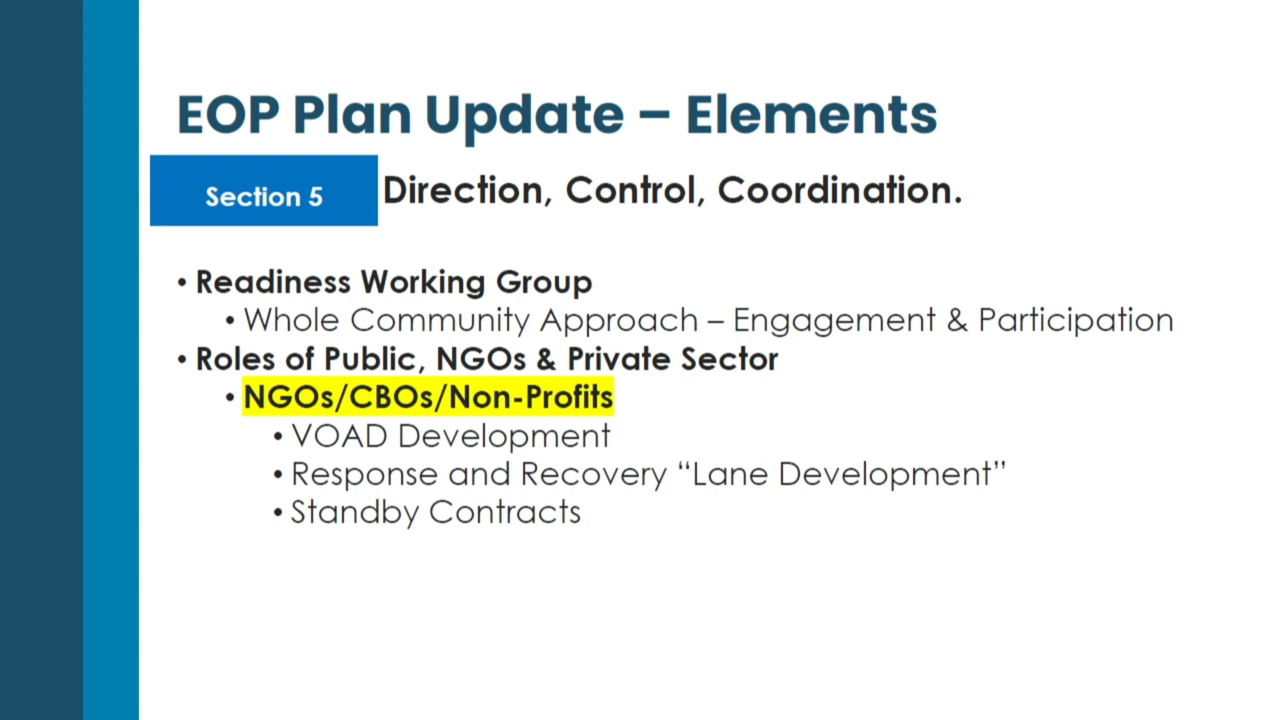 EOP Plan Update – Elements
Section 5
Direction, Control, Coordination.
• Readiness Working Group
• Whole Community Approach – Engagement & Participation
• Roles of Public, NGOs & Private Sector
• NGOs/CBOs/Non-Profits
• VOAD Development
• Response and Recovery “Lane Development”
• Standby Contracts